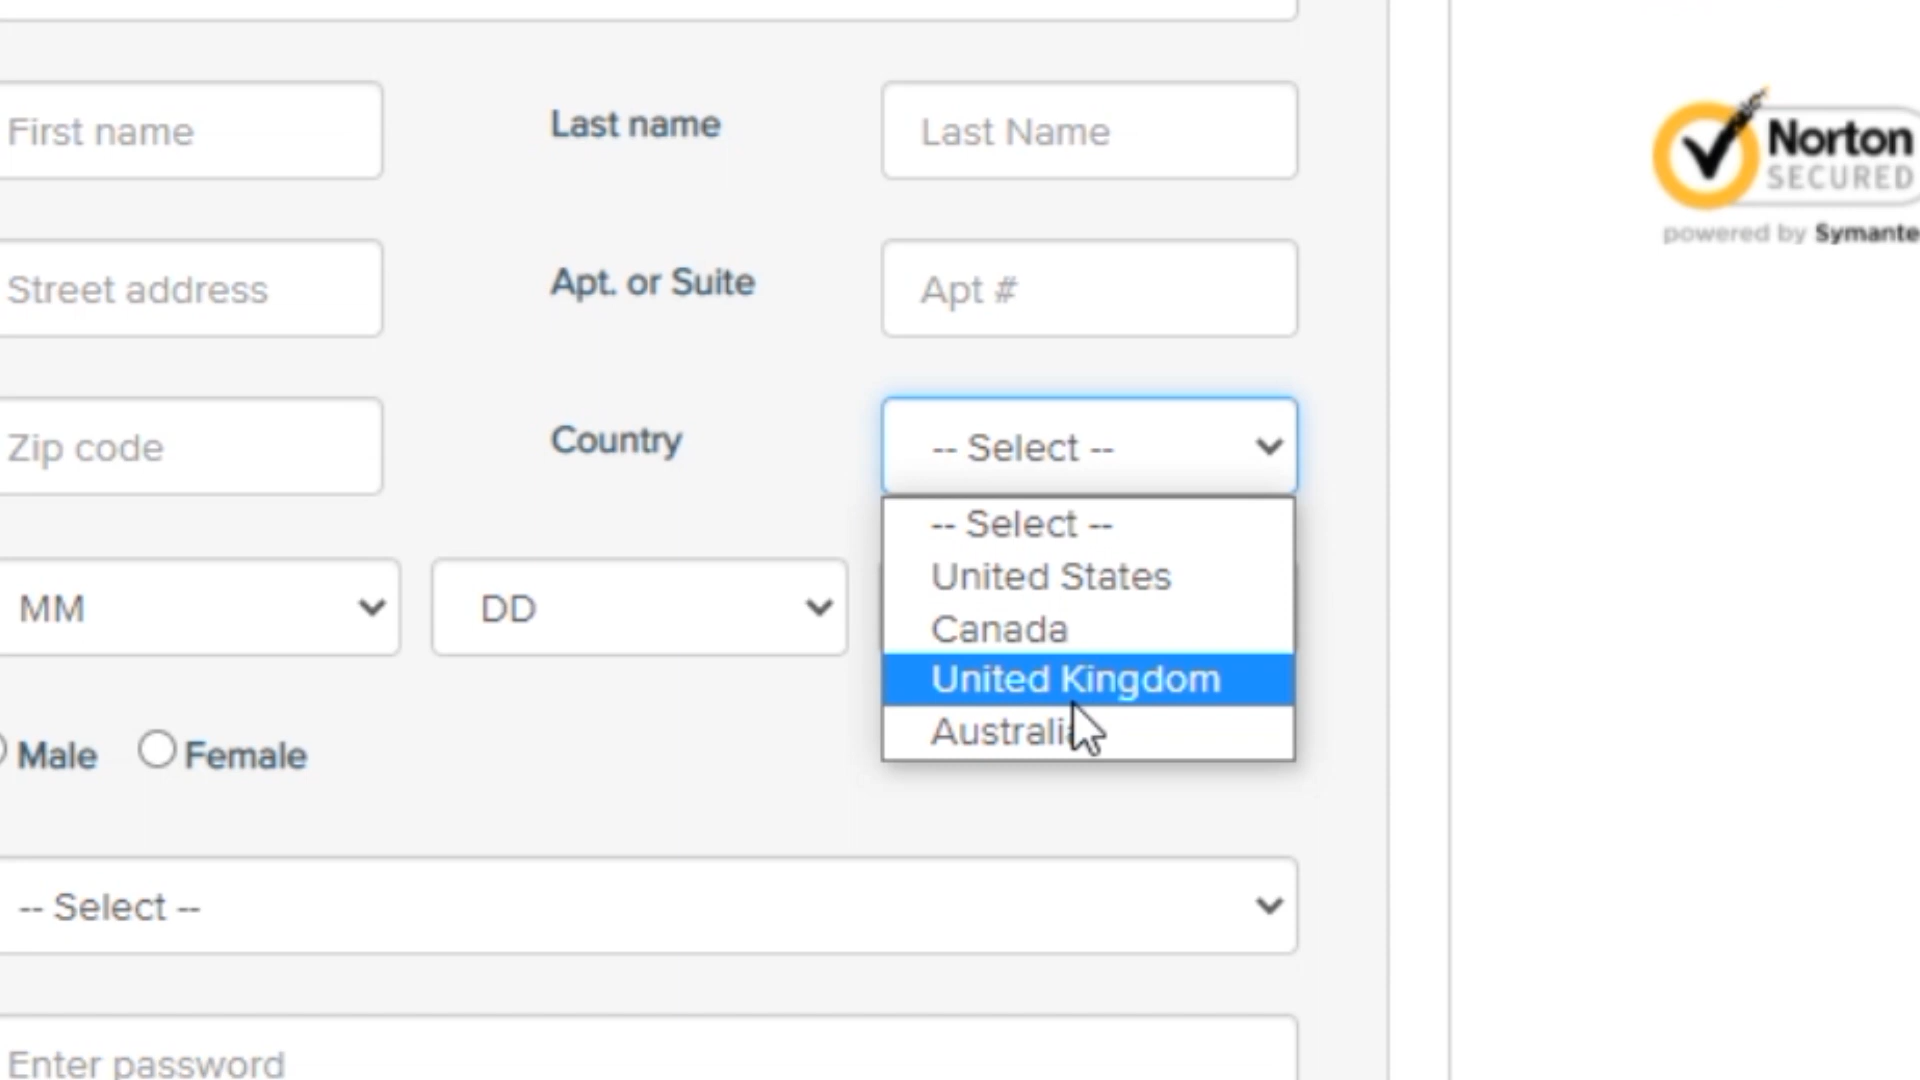 First name
Last name
Last Name
Norton
SECURED
powered by Symante
Street address
Apt. or Suite
Apt #
Zip code
Country
-- Select --
-- Select --
United States
Canada
United Kingdom
Australia
MM
DD
Male
Female
-- Select --
Enter password